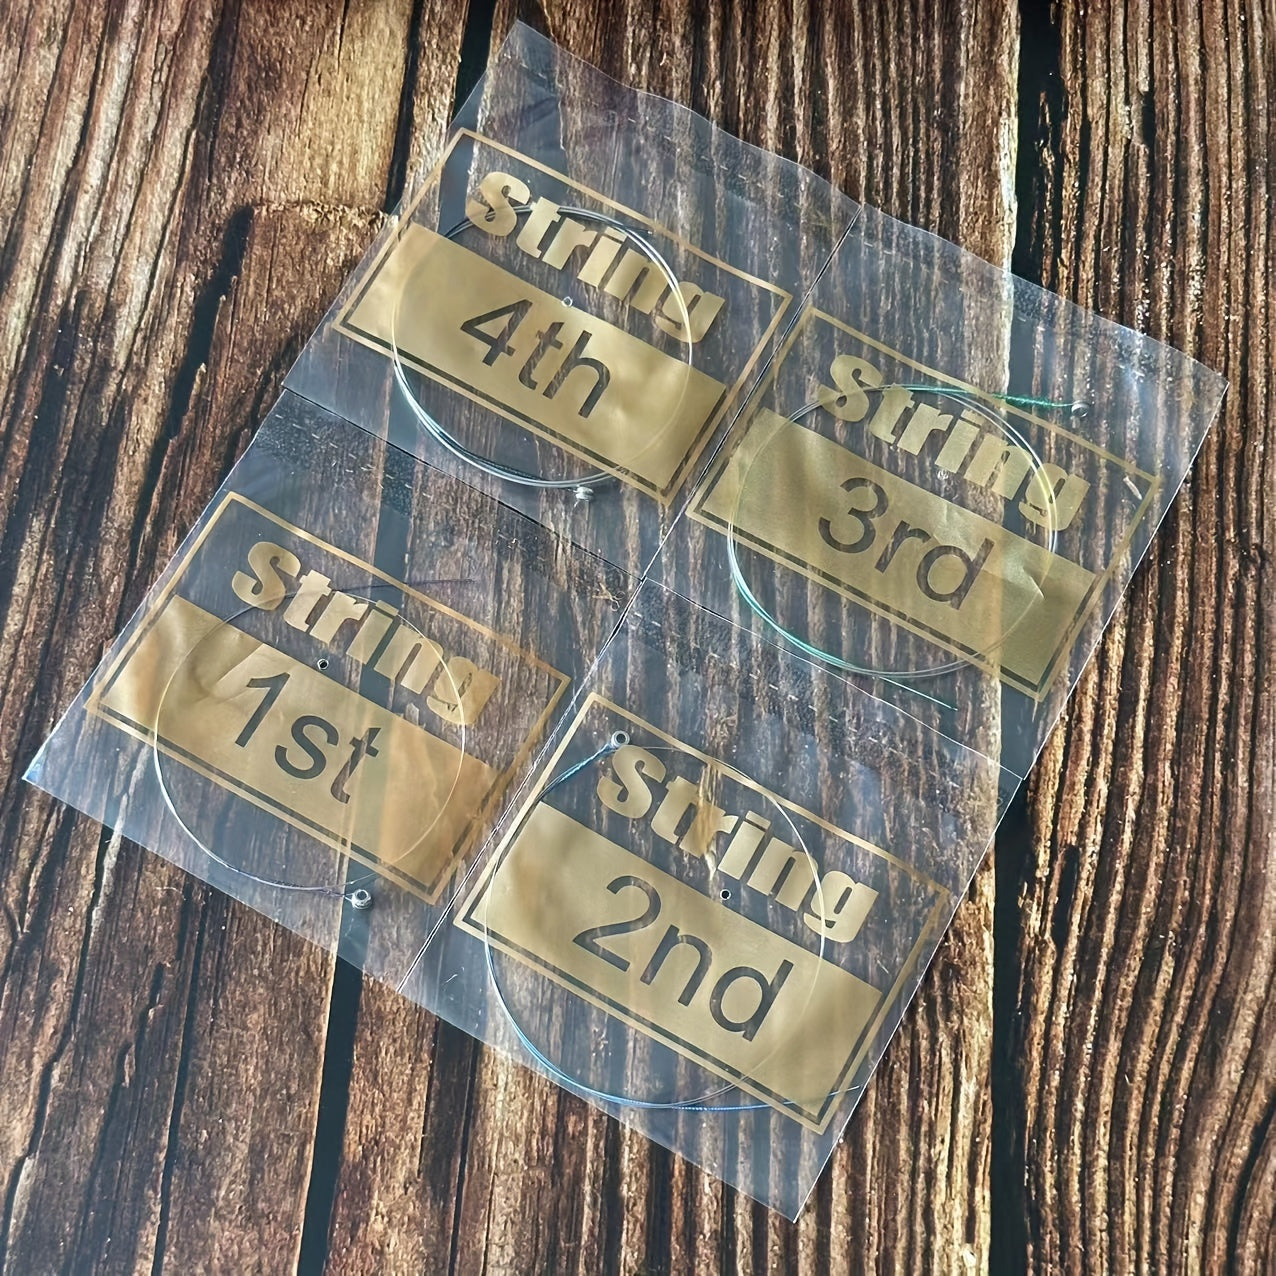 String
4th
String
3rd
String
1st
String
2nd